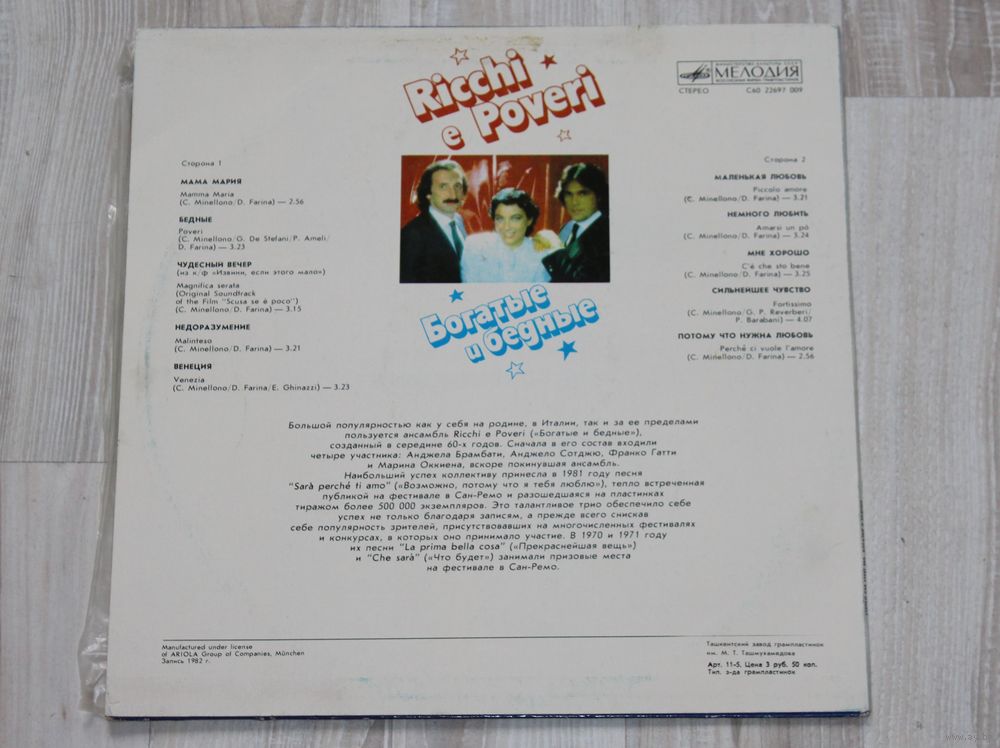 Ricchi
e Poveri
МИНИСТЕРСТВО КУЛЬТУРЫ СССР
МЕЛОДИЯ
ВСЕСОЮЗНАЯ ФИРМА ГРАМПЛАСТИНОК
СТЕРЕО С60 22697 009
Сторона 1
МАМА МАРИЯ
Mamma Maria
(C. Minellono/D. Farina) — 2.56
БЕДНЫЕ
Poveri
(C. Minellono/G. De Stefani/P. Ameli/
D. Farina) — 3.23
ЧУДЕСНЫЙ ВЕЧЕР
(из к/ф «Извини, если этого мало»)
Magnifica serata
(Original Soundtrack
of the Film "Scusa se è poco")
(C. Minellono/D. Farina) — 3.15
НЕДОРАЗУМЕНИЕ
Malinteso
(C. Minellono/D. Farina) — 3.21
ВЕНЕЦИЯ
Venezia
(C. Minellono/D. Farina/E. Ghinazzi) — 3.23
Сторона 2
МАЛЕНЬКАЯ ЛЮБОВЬ
Piccolo amore
(C. Minellono/D. Farina) — 3.21
НЕМНОГО ЛЮБИТЬ
Amarsi un pò
(C. Minellono/D. Farina) — 3.24
МНЕ ХОРОШО
C'è che sto bene
(C. Minellono/D. Farina) — 3.25
СИЛЬНЕЙШЕЕ ЧУВСТВО
Fortissimo
(C. Minellono/G. P. Reverberi/
P. Barabani) — 4.07
ПОТОМУ ЧТО НУЖНА ЛЮБОВЬ
Perché ci vuole l'amore
(C. Minellono/D. Farina) — 2.56
Богатые
и бедные
Большой популярностью как у себя на родине, в Италии, так и за ее пределами
пользуется ансамбль Ricchi e Poveri («Богатые и бедные»),
созданный в середине 60-х годов. Сначала в его состав входили
четыре участника: Анджела Брамбати, Анджело Сотджю, Франко Гатти
и Марина Оккиена, вскоре покинувшая ансамбль.
Наибольший успех коллективу принесла в 1981 году песня
"Sarà perché ti amo" («Возможно, потому что я тебя люблю»), тепло встреченная
публикой на фестивале в Сан-Ремо и разошедшаяся на пластинках
тиражом более 500 000 экземпляров. Это талантливое трио обеспечило себе
успех не только благодаря записям, а прежде всего снискав
себе популярность зрителей, присутствовавших на многочисленных фестивалях
и конкурсах, в которых оно принимало участие. В 1970 и 1971 году
их песни "La prima bella cosa" («Прекраснейшая вещь»)
и "Che sarà" («Что будет») занимали призовые места
на фестивале в Сан-Ремо.
Manufactured under license
of ARIOLA Group of Companies, München
Запись 1982 г.
Ташкентский завод грампластинок
им. М. Т. Ташмухамедова
Арт. 11-5. Цена 3 руб. 50 коп.
Тип. з-да грампластинок